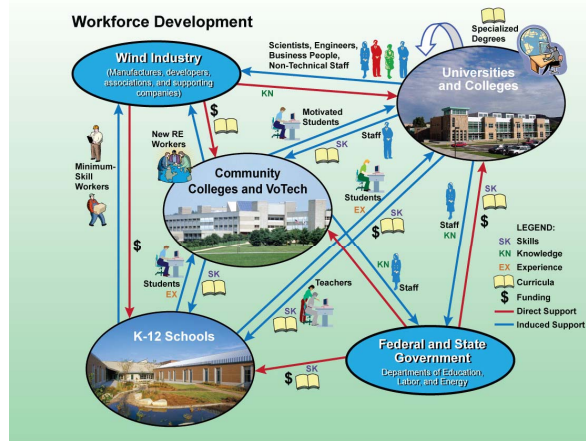 Workforce Development
Specialized
Degrees
Wind Industry
(Manufactures, developers,
associations, and supporting
companies)
Scientists, Engineers,
Business People,
Non-Technical Staff
Universities
and Colleges
KN
$
Motivated
Students
SK
Staff
New RE
Workers
Minimum-
Skill
Workers
Community
Colleges and VoTech
Students
EX
SK
$
SK
$
Staff
KN
$
KN
Staff
Students
EX
SK
Teachers
SK
LEGEND:
SK Skills
KN Knowledge
EX Experience
Curricula
$ Funding
Direct Support
Induced Support
K-12 Schools
Federal and State
Government
Departments of Education,
Labor, and Energy
$
SK